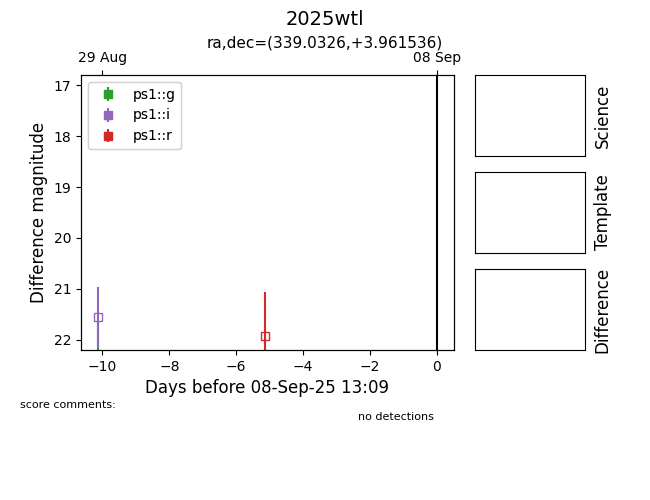 2025wtl
ra,dec=(339.0326,+3.961536)
29 Aug
08 Sep
ps1::g
ps1::i
ps1::r
Difference magnitude
17
18
19
20
21
22
−10
−8
−6
−4
−2
0
Days before 08-Sep-25 13:09
Science
Template
Difference
score comments:
no detections